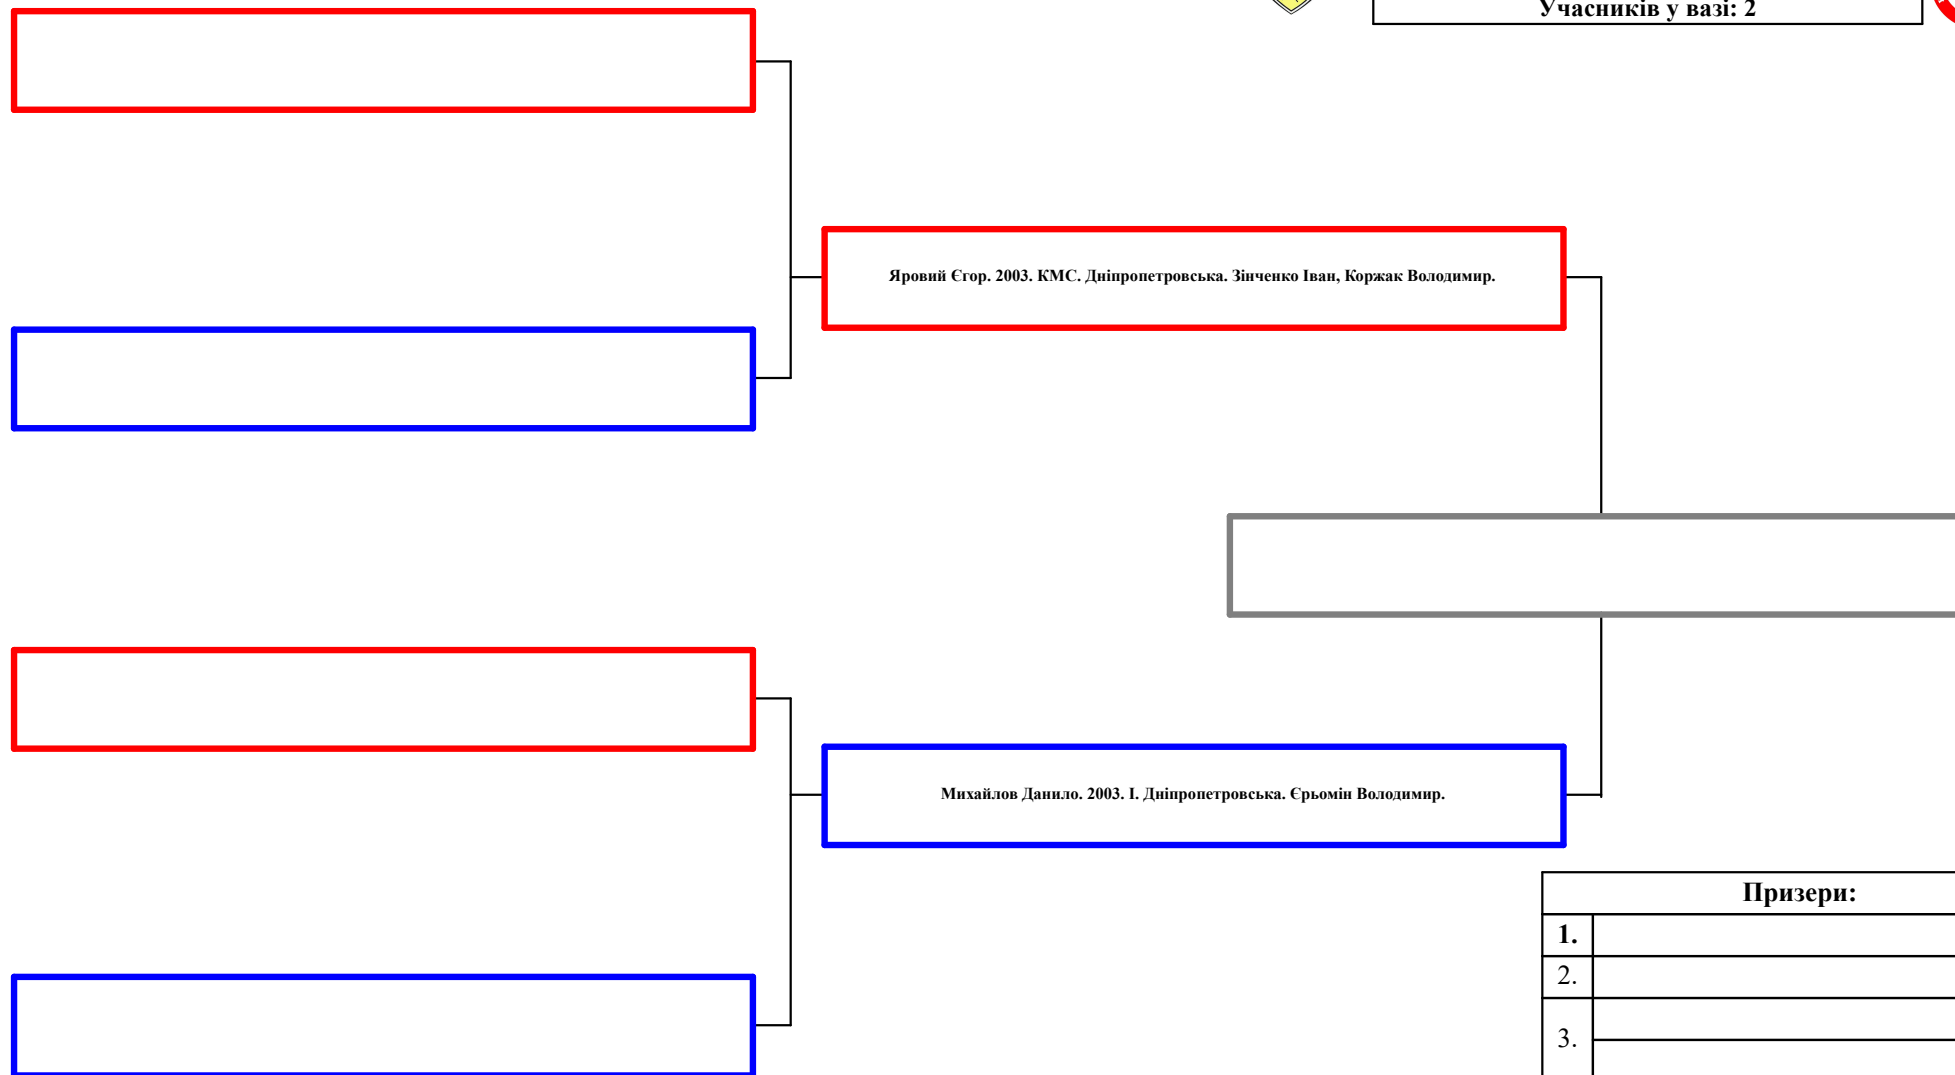 Учасників у вазі: 2
Яровий Єгор. 2003. КМС. Дніпропетровська. Зінченко Іван, Коржак Володимир.
Михайлов Данило. 2003. І. Дніпропетровська. Єрьомін Володимир.
Призери:
1.
2.
3.